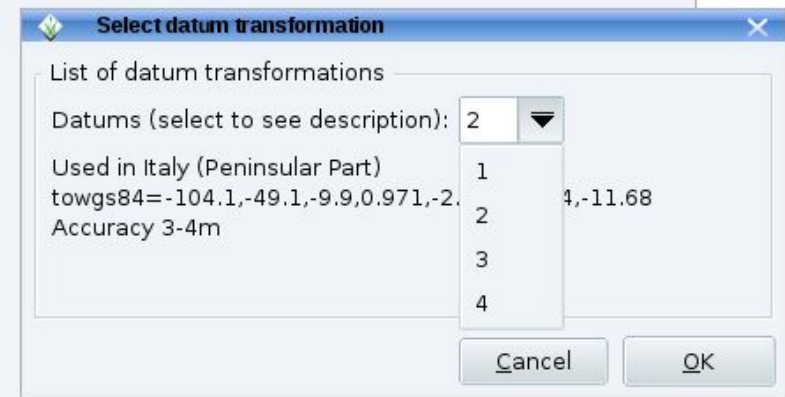 Select datum transformation
List of datum transformations
Datums (select to see description): 2
Used in Italy (Peninsular Part)
towgs84=-104.1,-49.1,-9.9,0.971,-2. 4,-11.68
Accuracy 3-4m
1
2
3
4
Cancel
OK